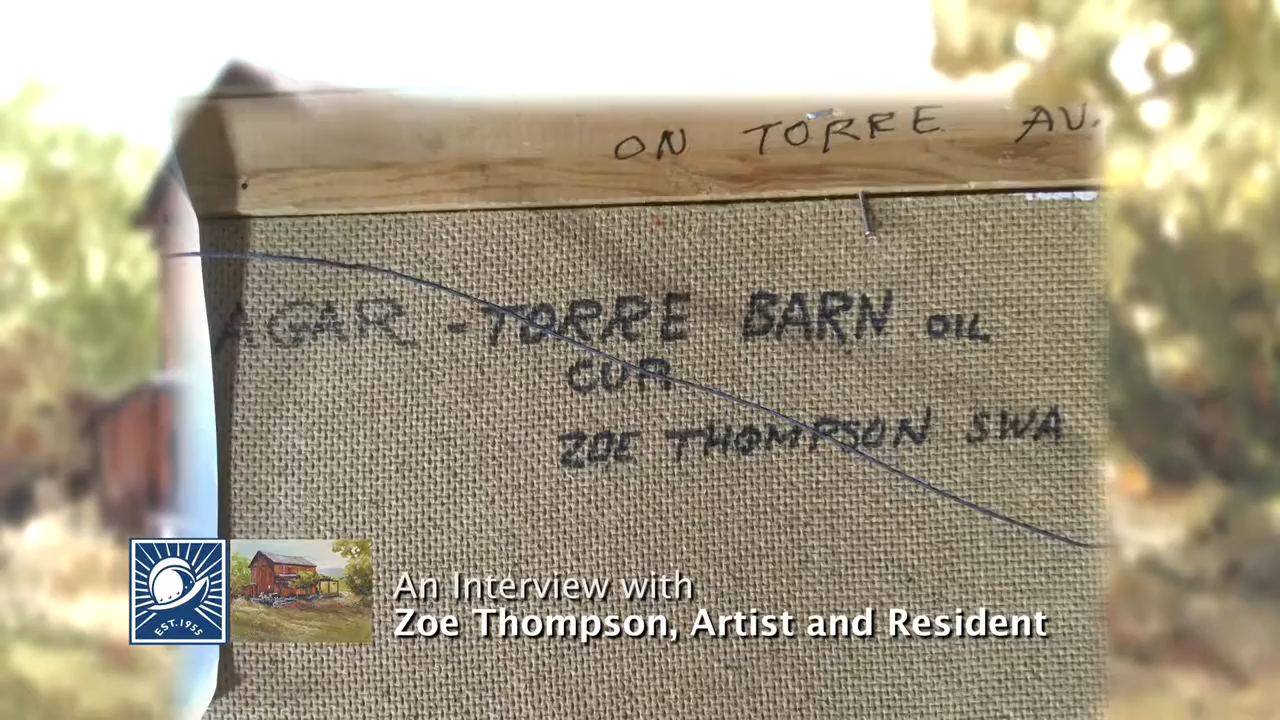 ON TORRE AV.
AGAR - TORRE BARN OIL
CUP.
ZOE THOMPSON SWA
EST. 1955
An Interview with
Zoe Thompson, Artist and Resident